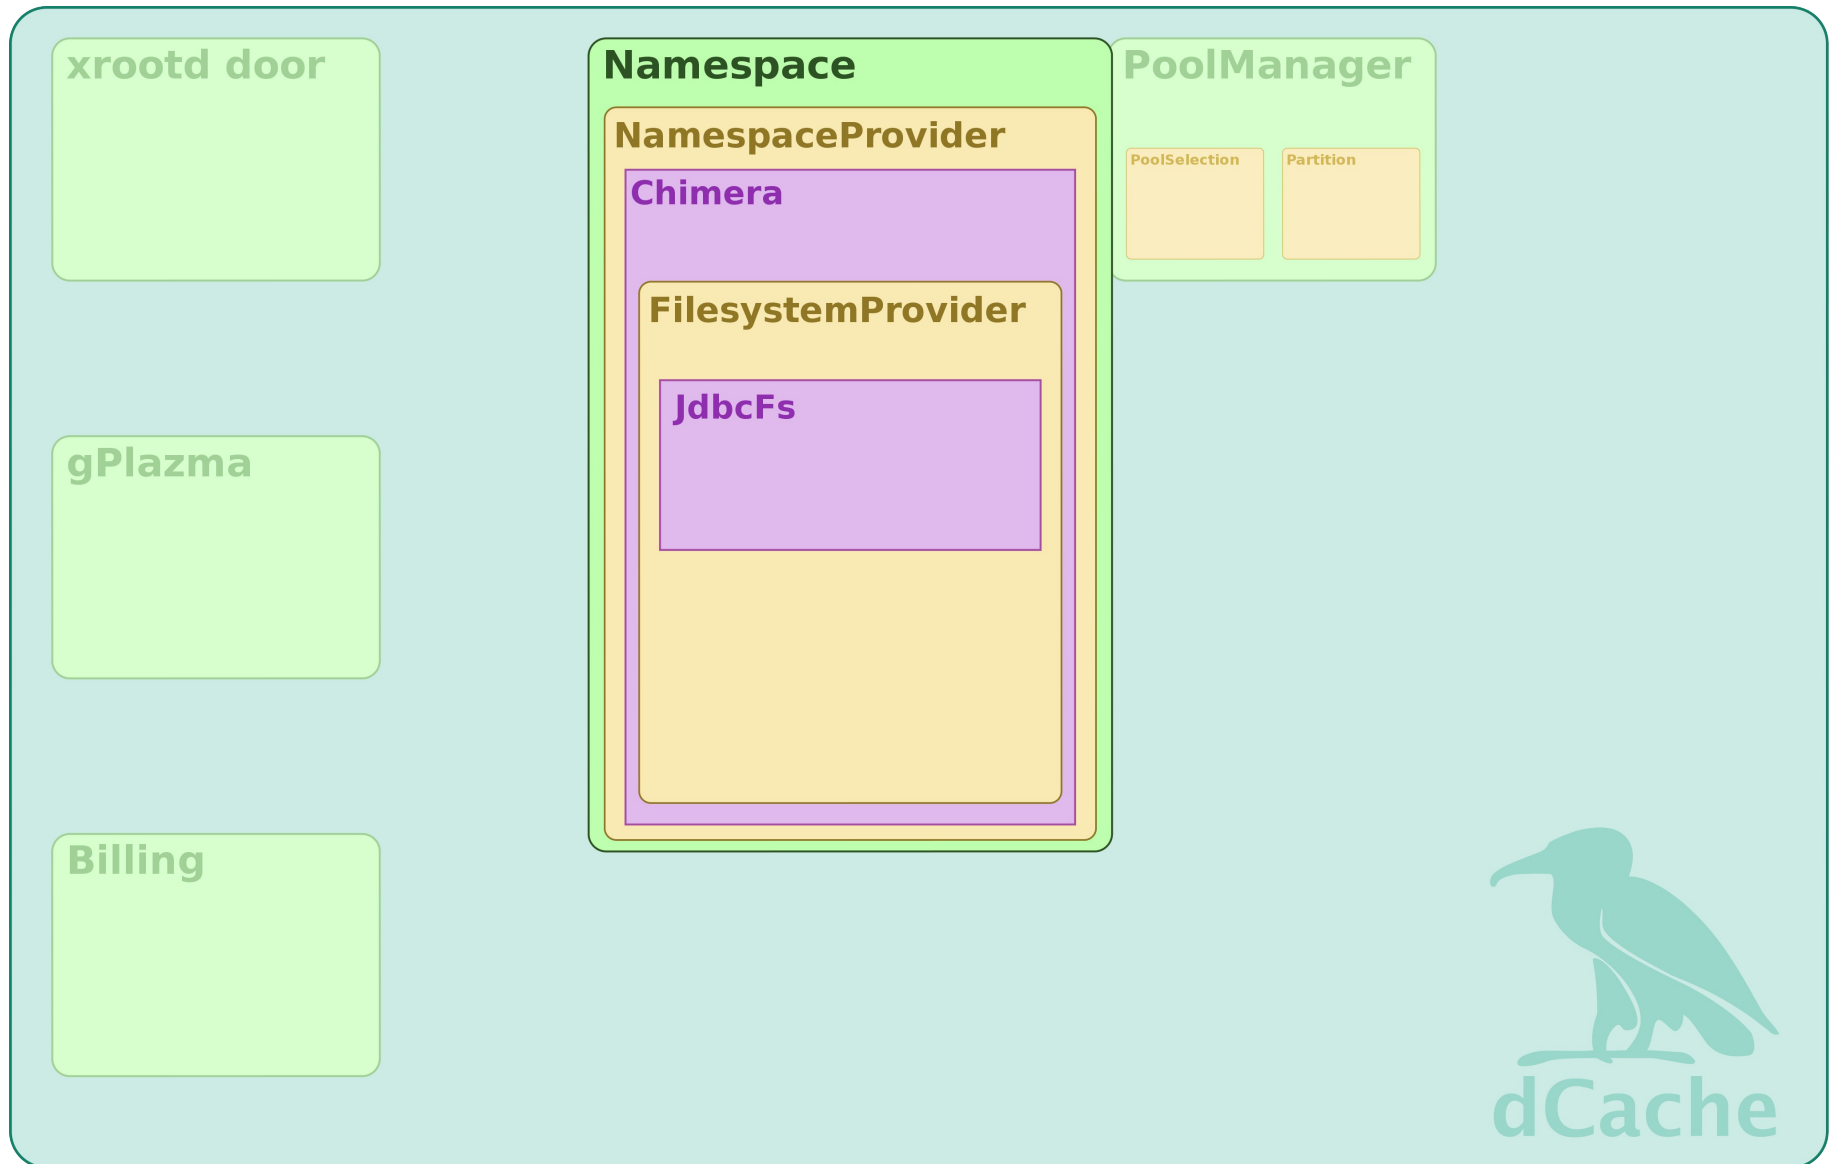 xrootd door
Namespace
PoolManager
NamespaceProvider
PoolSelection
Partition
Chimera
FilesystemProvider
JdbcFs
gPlazma
Billing
dCache